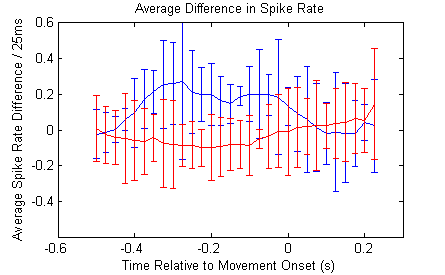 Average Difference in Spike Rate
Average Spike Rate Difference / 25ms
0.6
0.4
0.2
0
-0.2
-0.4
-0.6 -0.4 -0.2 0 0.2
Time Relative to Movement Onset (s)